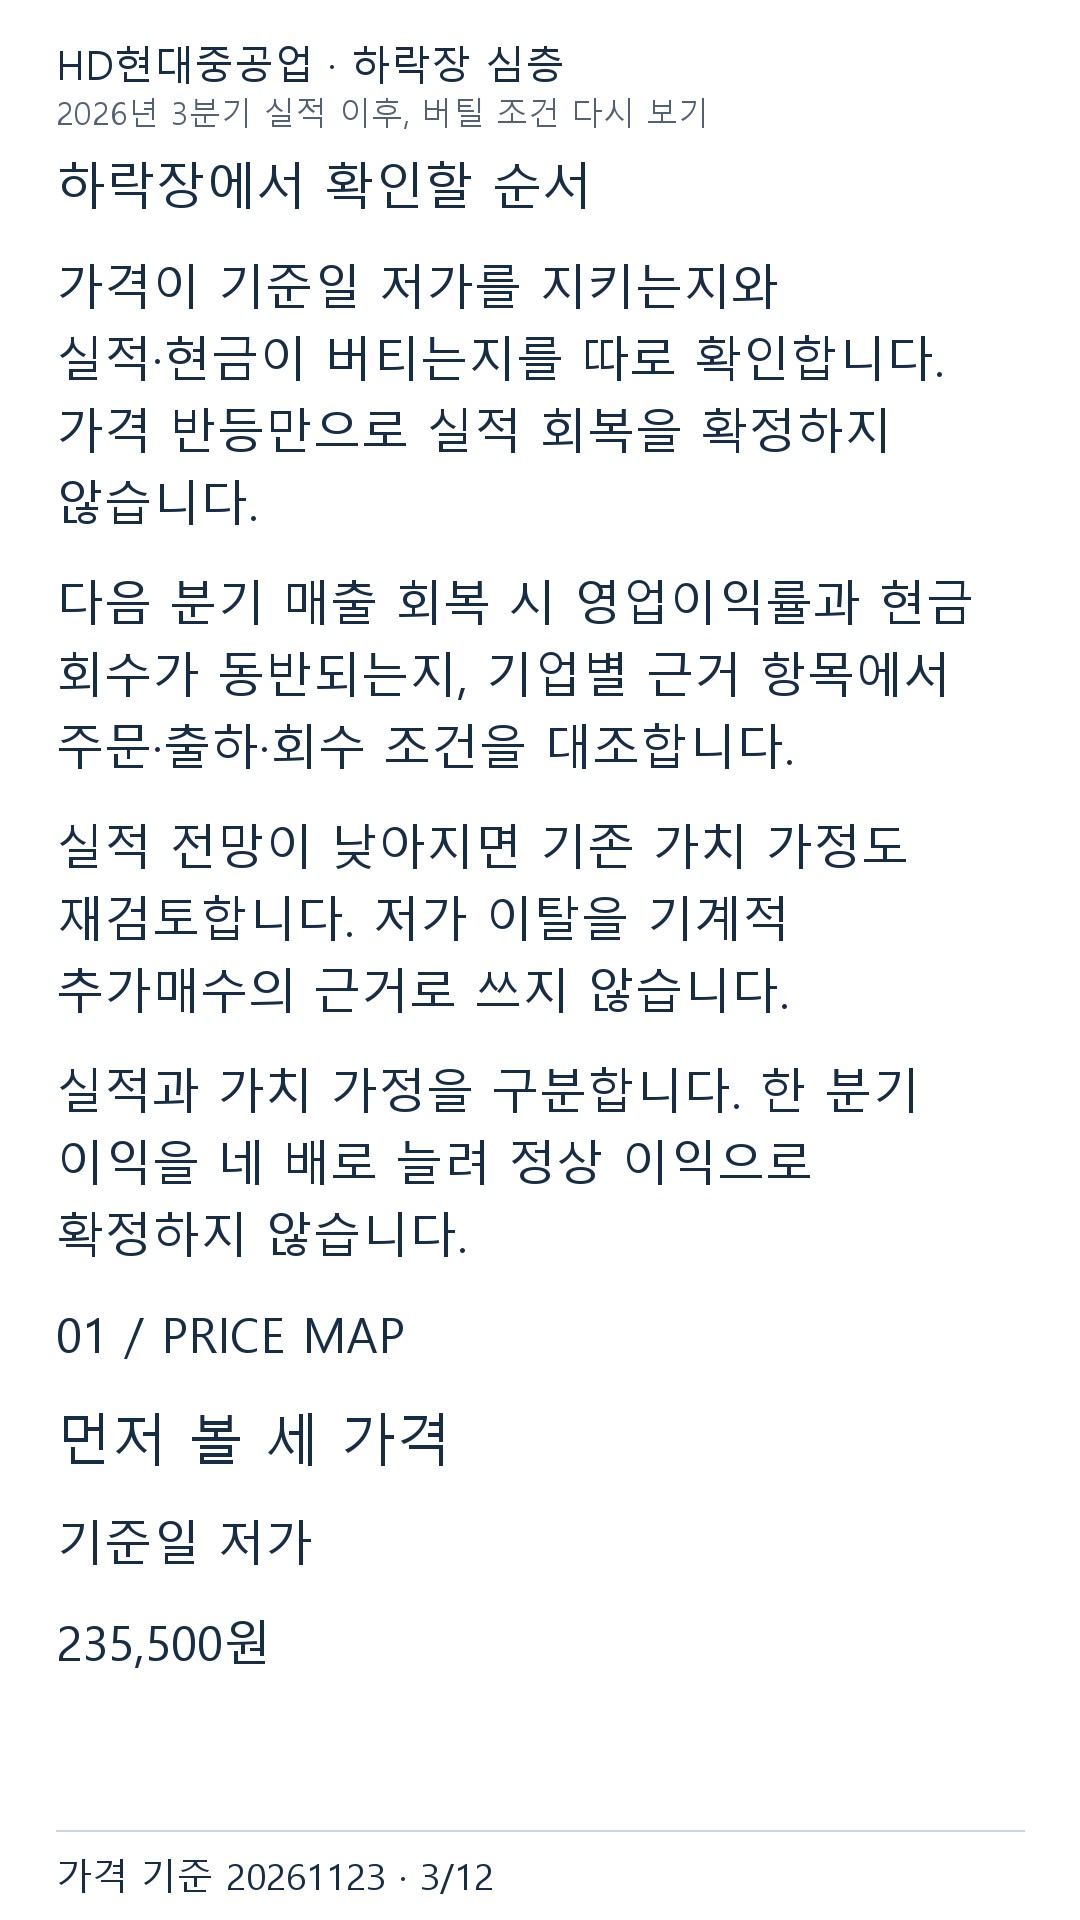 HD현대중공업 · 하락장 심층
2026년 3분기 실적 이후, 버틸 조건 다시 보기
하락장에서 확인할 순서
가격이 기준일 저가를 지키는지와
실적·현금이 버티는지를 따로 확인합니다.
가격 반등만으로 실적 회복을 확정하지
않습니다.
다음 분기 매출 회복 시 영업이익률과 현금
회수가 동반되는지, 기업별 근거 항목에서
주문·출하·회수 조건을 대조합니다.
실적 전망이 낮아지면 기존 가치 가정도
재검토합니다. 저가 이탈을 기계적
추가매수의 근거로 쓰지 않습니다.
실적과 가치 가정을 구분합니다. 한 분기
이익을 네 배로 늘려 정상 이익으로
확정하지 않습니다.
01 / PRICE MAP
먼저 볼 세 가격
기준일 저가
235,500원
가격 기준 20261123 · 3/12